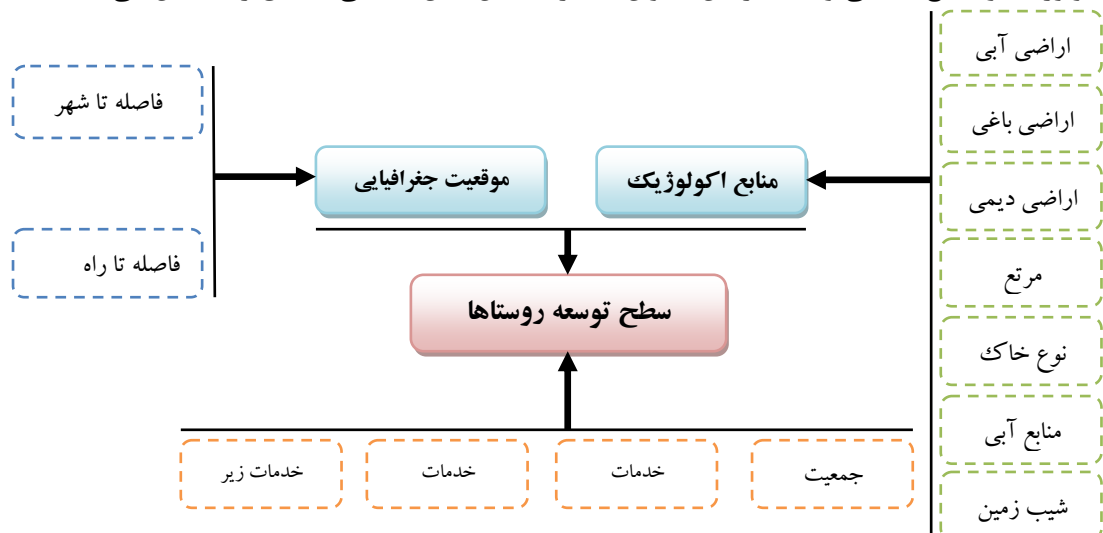 اراضی آبی
اراضی باغی
اراضی دیمی
مرتع
نوع خاک
منابع آبی
شیب زمین
منابع اکولوژیک
موقعیت جغرافیایی
فاصله تا شهر
فاصله تا راه
سطح توسعه روستاها
جمعیت
خدمات
خدمات
خدمات زیر